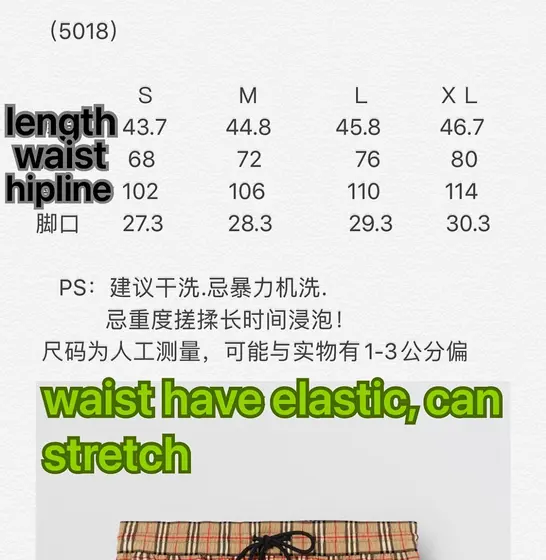 （5018）
S M L X L
length 43.7 44.8 45.8 46.7
waist 68 72 76 80
hipline 102 106 110 114
脚口 27.3 28.3 29.3 30.3
PS：建议干洗.忌暴力机洗.
忌重度搓揉长时间浸泡！
尺码为人工测量，可能与实物有1-3公分偏
waist have elastic, can
stretch